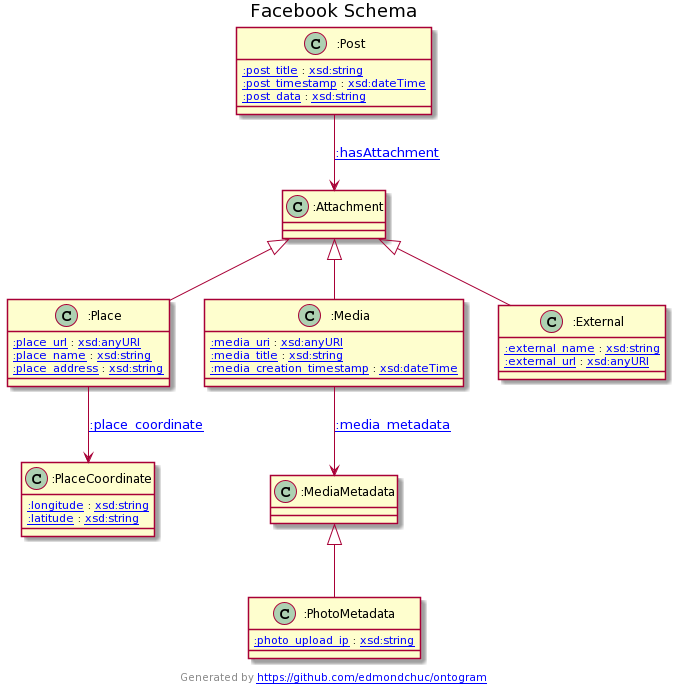 Facebook Schema
C :Post
:post_title : xsd:string
:post_timestamp : xsd:dateTime
:post_data : xsd:string
:hasAttachment
C :Attachment
C :Place
:place_url : xsd:anyURI
:place_name : xsd:string
:place_address : xsd:string
C :Media
:media_uri : xsd:anyURI
:media_title : xsd:string
:media_creation_timestamp : xsd:dateTime
C :External
:external_name : xsd:string
:external_url : xsd:anyURI
:place_coordinate
:media_metadata
C :PlaceCoordinate
:longitude : xsd:string
:latitude : xsd:string
C :MediaMetadata
C :PhotoMetadata
:photo_upload_ip : xsd:string
Generated by https://github.com/edmondchuc/ontogram